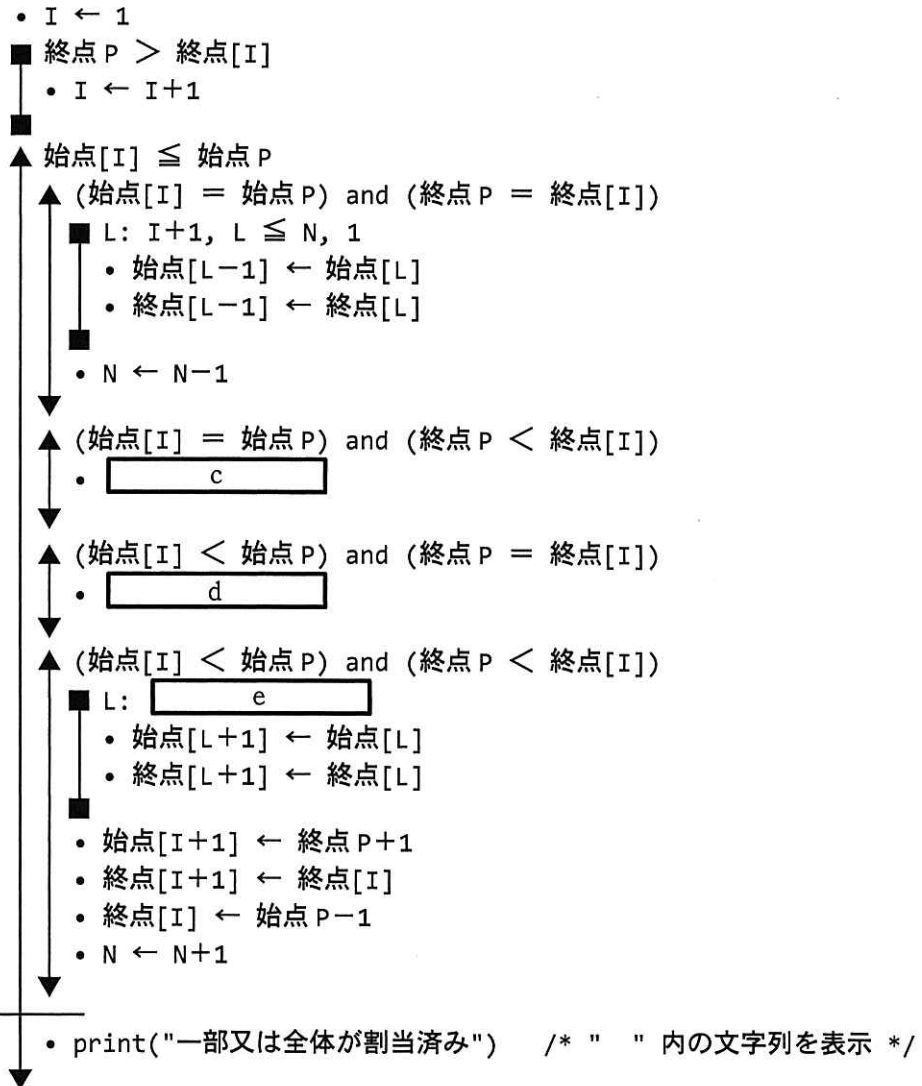 • I ← 1
■ 終点P ＞ 終点[I]
• I ← I＋1
■
▲ 始点[I] ≦ 始点P
▲ (始点[I] ＝ 始点P) and (終点P ＝ 終点[I])
■ L: I＋1, L ≦ N, 1
• 始点[L－1] ← 始点[L]
• 終点[L－1] ← 終点[L]
■
• N ← N－1
▼
▲ (始点[I] ＝ 始点P) and (終点P ＜ 終点[I])
• c
▼
▲ (始点[I] ＜ 始点P) and (終点P ＝ 終点[I])
• d
▼
▲ (始点[I] ＜ 始点P) and (終点P ＜ 終点[I])
■ L: e
• 始点[L＋1] ← 始点[L]
• 終点[L＋1] ← 終点[L]
■
• 始点[I＋1] ← 終点P＋1
• 終点[I＋1] ← 終点[I]
• 終点[I] ← 始点P－1
• N ← N＋1
▼
• print("一部又は全体が割当済み") /* " " 内の文字列を表示 */
▼